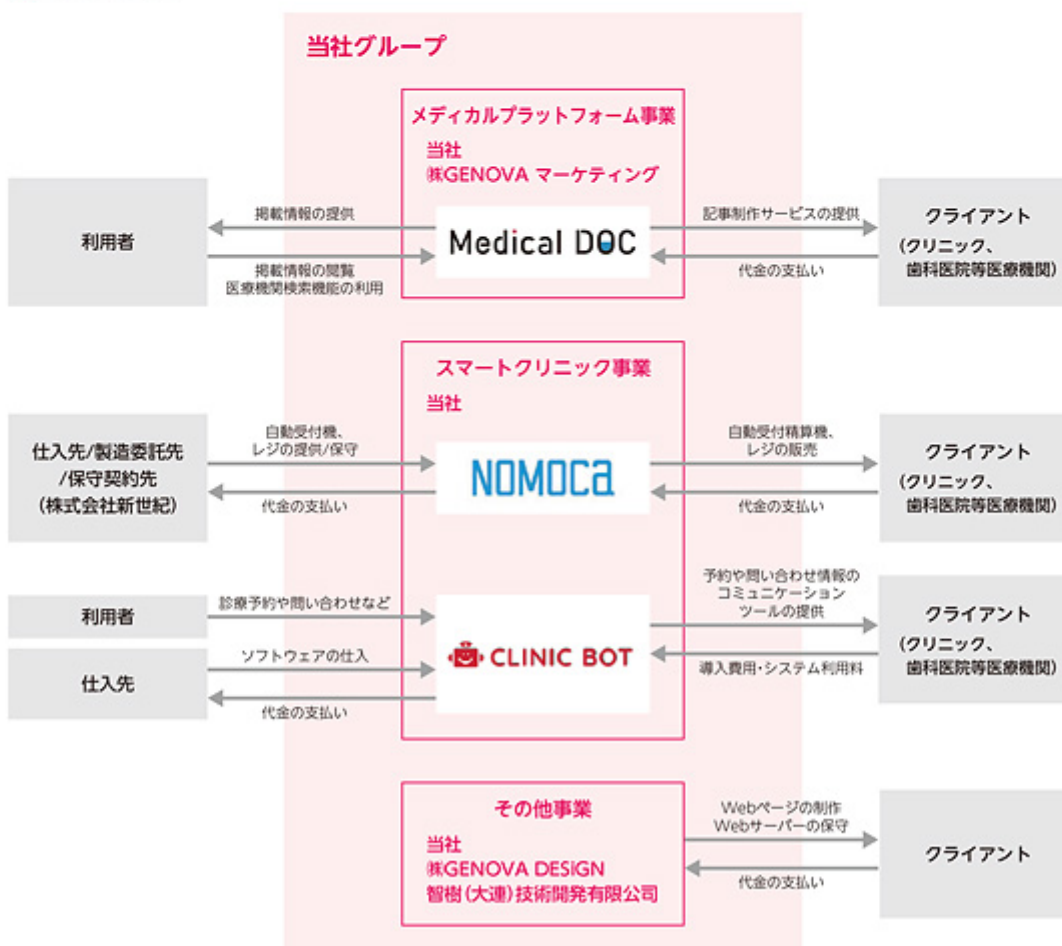 当社グループ
メディカルプラットフォーム事業
当社
㈱GENOVA マーケティング
利用者
掲載情報の提供
掲載情報の閲覧
医療機関検索機能の利用
Medical DOC
記事制作サービスの提供
代金の支払い
クライアント
(クリニック、
歯科医院等医療機関)
スマートクリニック事業
当社
仕入先/製造委託先
/保守契約先
(株式会社新世紀)
自動受付機、
レジの提供/保守
代金の支払い
NOMOCa
自動受付精算機、
レジの販売
代金の支払い
クライアント
(クリニック、
歯科医院等医療機関)
利用者
診療予約や問い合わせなど
仕入先
ソフトウェアの仕入
代金の支払い
CLINIC BOT
予約や問い合わせ情報の
コミュニケーション
ツールの提供
導入費用・システム利用料
クライアント
(クリニック、
歯科医院等医療機関)
その他事業
当社
㈱GENOVA DESIGN
智樹(大連)技術開発有限公司
Webページの制作
Webサーバーの保守
代金の支払い
クライアント